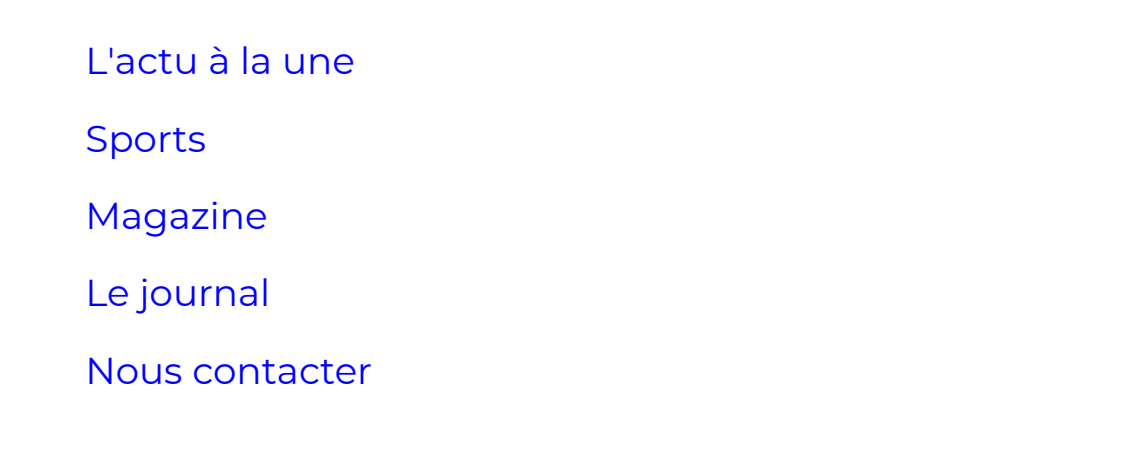 L'actu à la une
Sports
Magazine
Le journal
Nous contacter